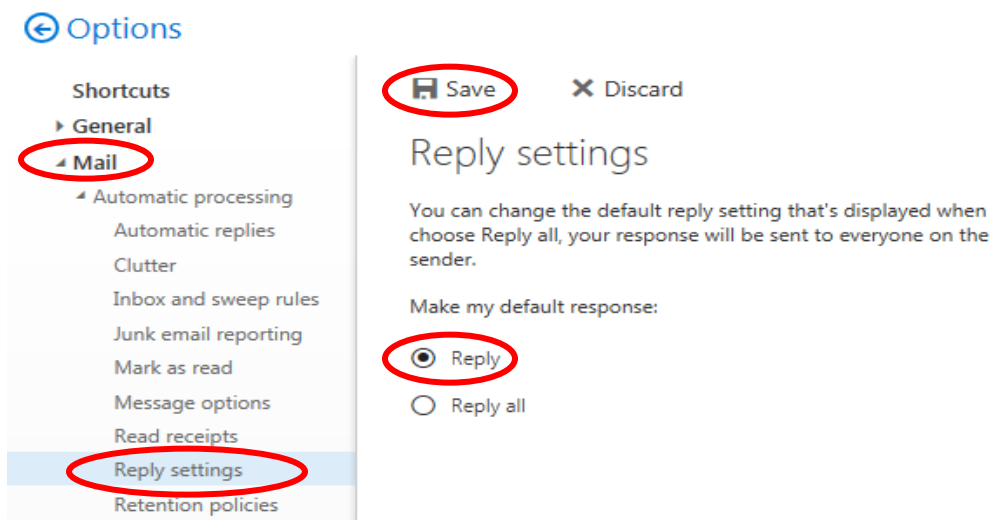 Options
Shortcuts
General
Mail
Automatic processing
Automatic replies
Clutter
Inbox and sweep rules
Junk email reporting
Mark as read
Message options
Read receipts
Reply settings
Retention policies
Save
Discard
Reply settings
You can change the default reply setting that's displayed when
choose Reply all, your response will be sent to everyone on the
sender.
Make my default response:
Reply
Reply all